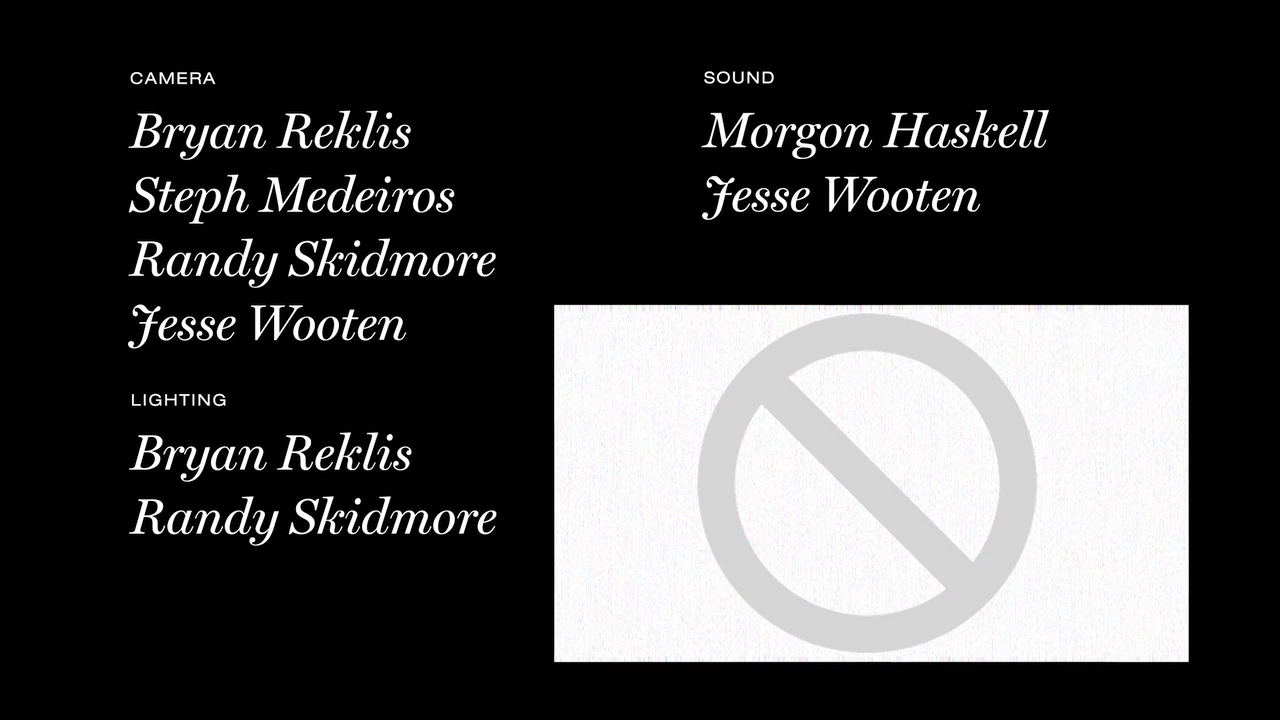 CAMERA
Bryan Reklis
Steph Medeiros
Randy Skidmore
Jesse Wooten
LIGHTING
Bryan Reklis
Randy Skidmore
SOUND
Morgon Haskell
Jesse Wooten